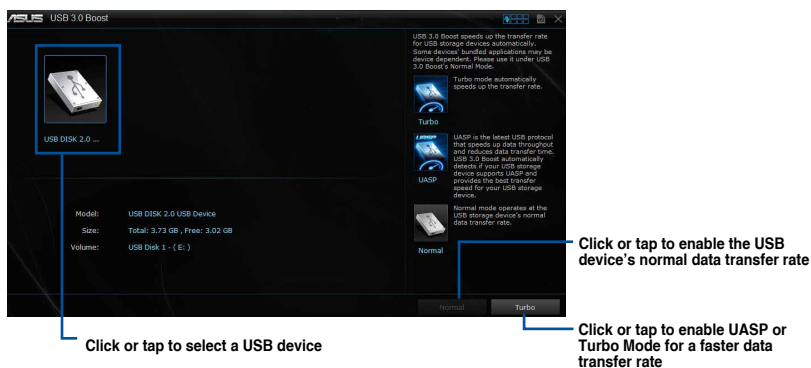 ASUS USB 3.0 Boost
USB DISK 2.0 ...
Model: USB DISK 2.0 USB Device
Size: Total: 3.73 GB , Free: 3.02 GB
Volume: USB Disk 1 - ( E: )
USB 3.0 Boost speeds up the transfer rate
for USB storage devices automatically.
Some devices' bundled applications may be
device dependent. Please use it under USB
3.0 Boost's Normal Mode.
Turbo mode automatically
speeds up the transfer rate.
Turbo
UASP
UASP is the latest USB protocol
that speeds up data throughput
and reduces data transfer time.
USB 3.0 Boost automatically
detects if your USB storage
device supports UASP and
provides the best transfer
speed for your USB storage
device.
UASP
Normal mode operates at the
USB storage device's normal
data transfer rate.
Normal
Normal Turbo
Click or tap to enable the USB
device's normal data transfer rate
Click or tap to enable UASP or
Turbo Mode for a faster data
transfer rate
Click or tap to select a USB device